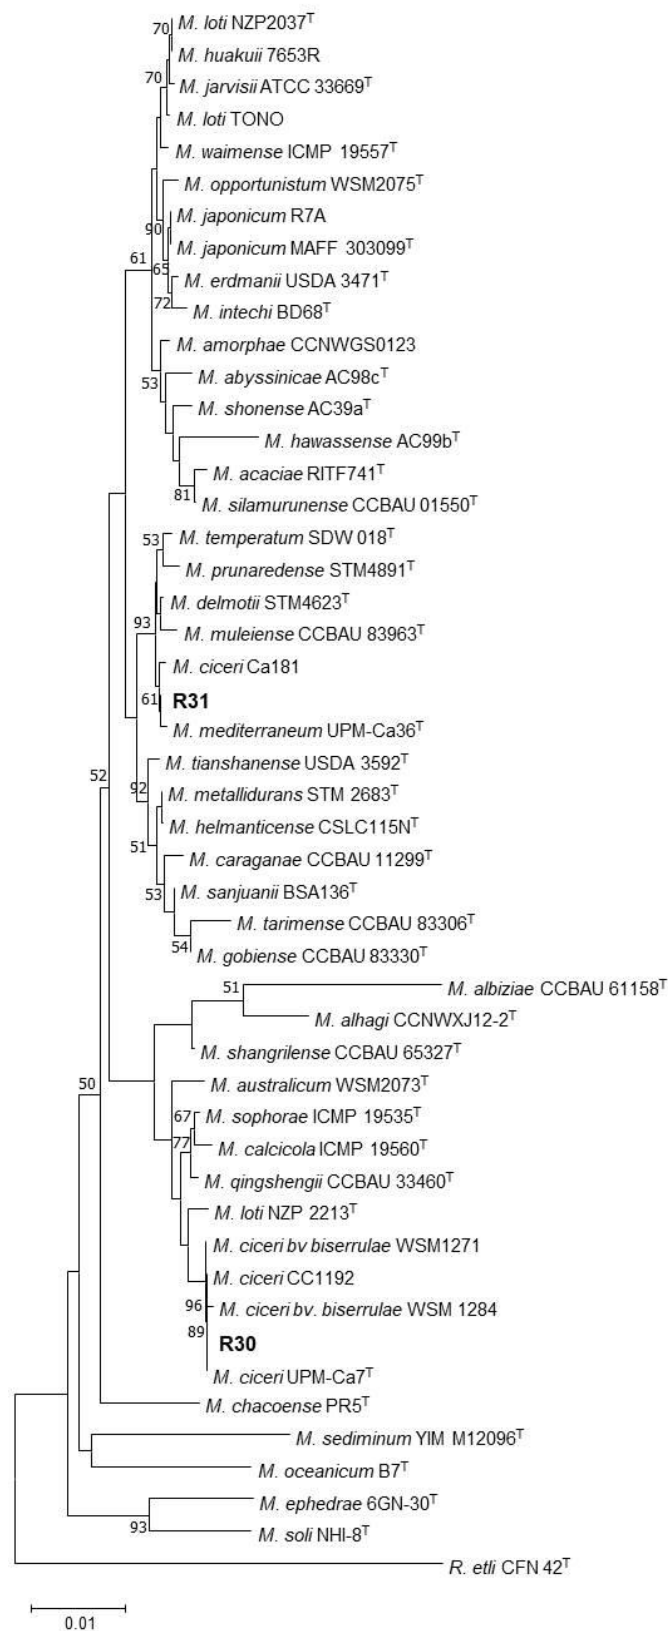 70
M. loti NZP2037T
M. huakuii 7653R
70
M. jarvisii ATCC 33669T
M. loti TONO
M. waimense ICMP 19557T
M. opportunistum WSM2075T
M. japonicum R7A
90
M. japonicum MAFF 303099T
61
65
M. erdmanii USDA 3471T
72
M. intechi BD68T
M. amorphae CCNWGS0123
53
M. abyssinicae AC98cT
M. shonense AC39aT
M. hawassense AC99bT
M. acaciae RITF741T
81
M. silamurunense CCBAU 01550T
53
M. temperatum SDW 018T
M. prunaredense STM4891T
M. delmotii STM4623T
93
M. muleiense CCBAU 83963T
M. ciceri Ca181
61
R31
M. mediterraneum UPM-Ca36T
M. tianshanense USDA 3592T
52
92
M. metallidurans STM 2683T
M. helmanticense CSLC115NT
51
M. caraganae CCBAU 11299T
53
M. sanjuanii BSA136T
M. tarimense CCBAU 83306T
54
M. gobiense CCBAU 83330T
51
M. albiziae CCBAU 61158T
M. alhagi CCNWXJ12-2T
M. shangrilense CCBAU 65327T
50
M. australicum WSM2073T
67
M. sophorae ICMP 19535T
77
M. calcicola ICMP 19560T
M. qingshengii CCBAU 33460T
M. loti NZP 2213T
M. ciceri bv biserrulae WSM1271
M. ciceri CC1192
96
M. ciceri bv. biserrulae WSM 1284
89
R30
M. ciceri UPM-Ca7T
M. chacoense PR5T
M. sediminum YIM M12096T
M. oceanicum B7T
M. ephedrae 6GN-30T
93
M. soli NHI-8T
R. etli CFN 42T
0.01